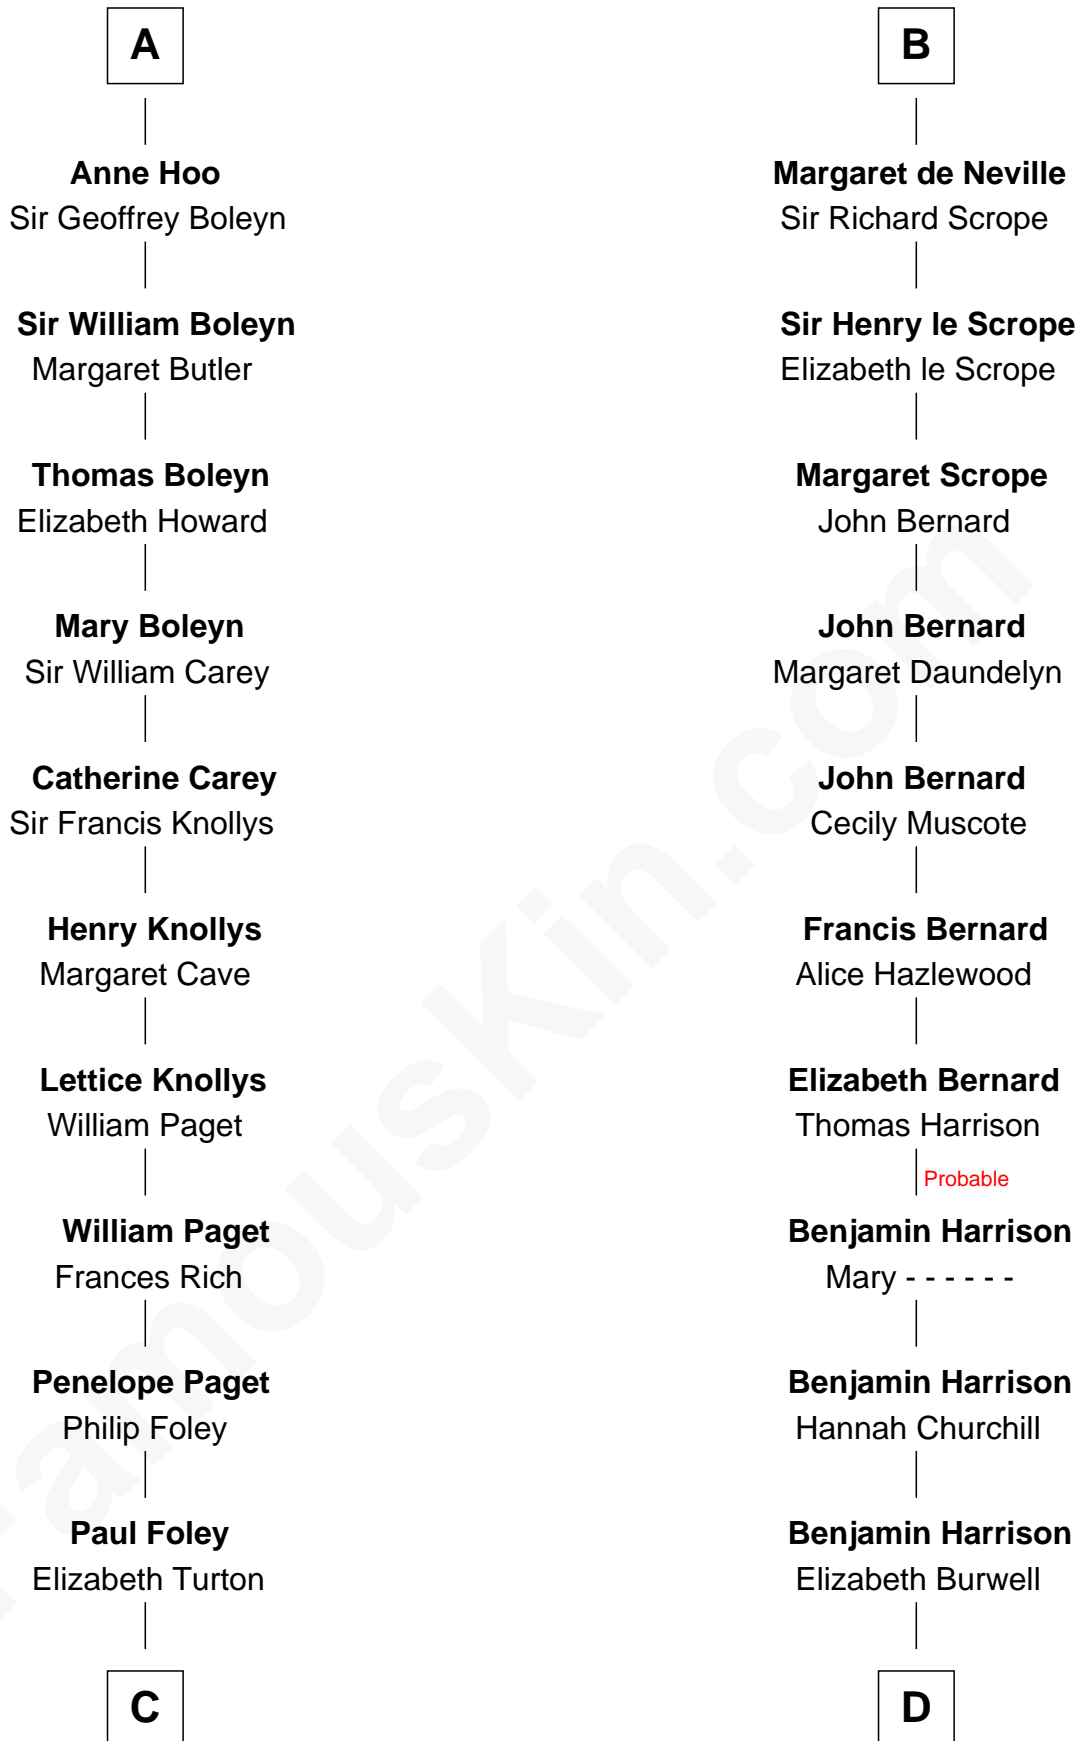 A
Anne Hoo
Sir Geoffrey Boleyn
Sir William Boleyn
Margaret Butler
Thomas Boleyn
Elizabeth Howard
Mary Boleyn
Sir William Carey
Catherine Carey
Sir Francis Knollys
Henry Knollys
Margaret Cave
Lettice Knollys
William Paget
William Paget
Frances Rich
Penelope Paget
Philip Foley
Paul Foley
Elizabeth Turton
C
B
Margaret de Neville
Sir Richard Scrope
Sir Henry le Scrope
Elizabeth le Scrope
Margaret Scrope
John Bernard
John Bernard
Margaret Daundelyn
John Bernard
Cecily Muscote
Francis Bernard
Alice Hazlewood
Elizabeth Bernard
Thomas Harrison
Probable
Benjamin Harrison
Mary - - - - - -
Benjamin Harrison
Hannah Churchill
Benjamin Harrison
Elizabeth Burwell
D
FamousKin.com